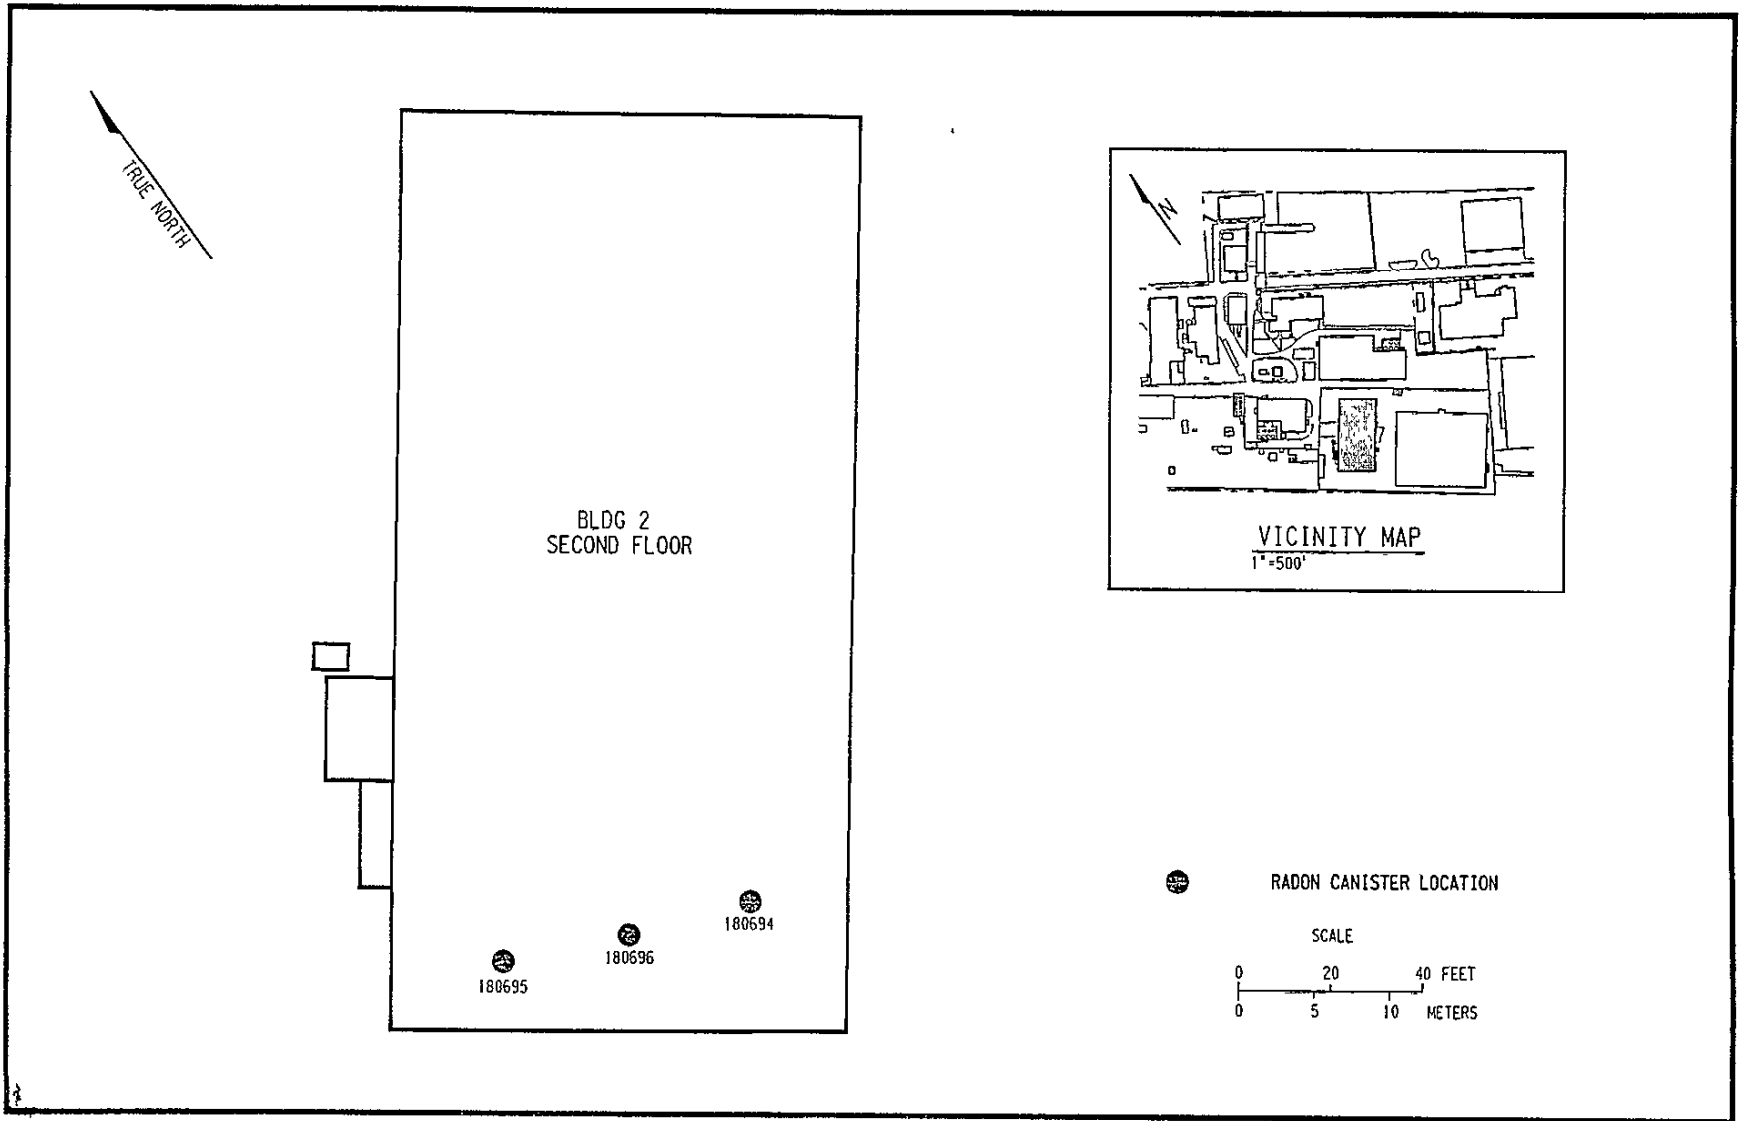 TRUE NORTH
N
BLDG 2
SECOND FLOOR
VICINITY MAP
1"=500'
180694
180696
180695
RADON CANISTER LOCATION
SCALE
0 20 40 FEET
0 5 10 METERS